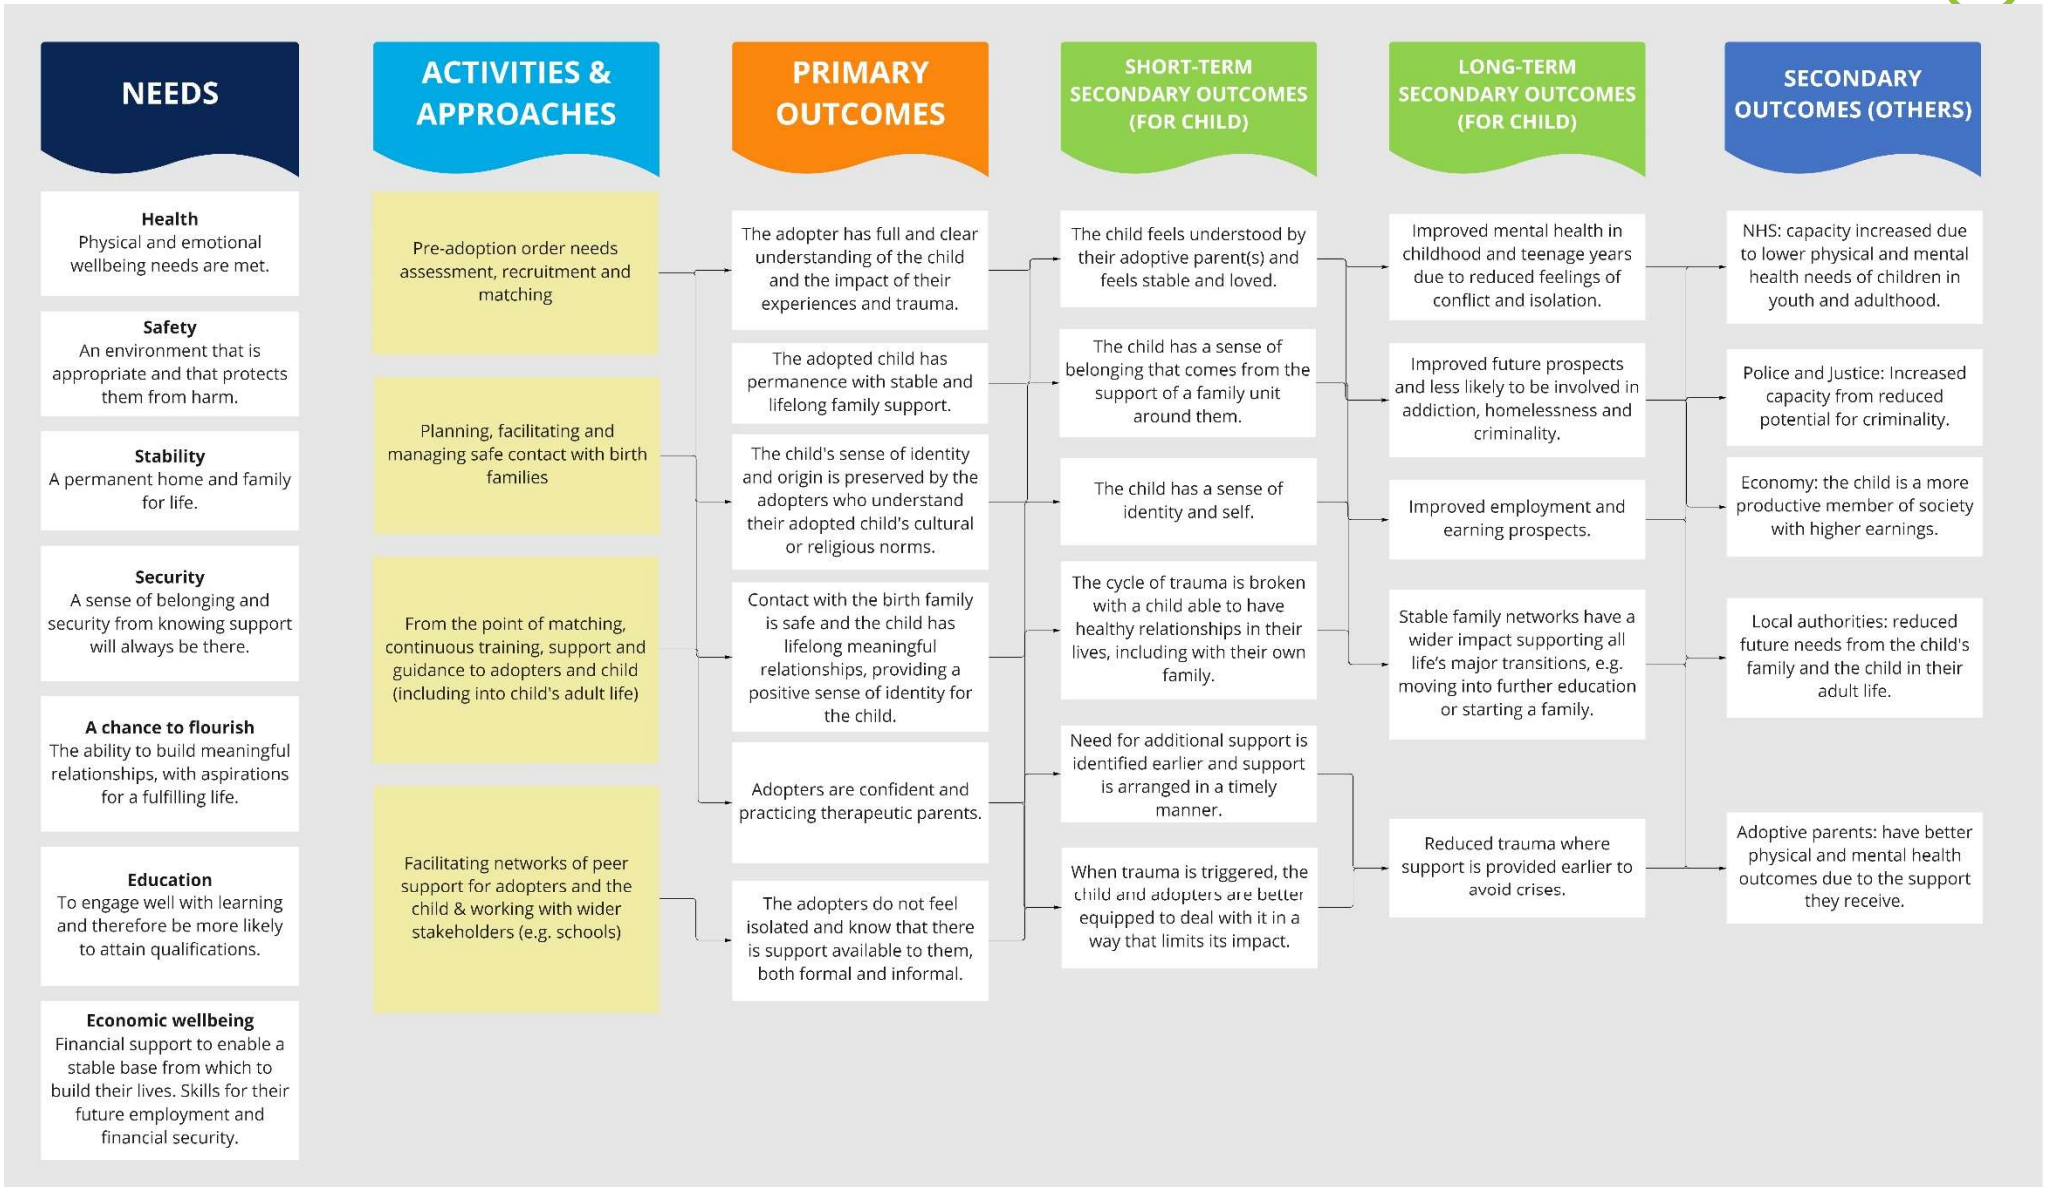 NEEDS
Health
Physical and emotional
wellbeing needs are met.
Safety
An environment that is
appropriate and that protects
them from harm.
Stability
A permanent home and family
for life.
Security
A sense of belonging and
security from knowing support
will always be there.
A chance to flourish
The ability to build meaningful
relationships, with aspirations
for a fulfilling life.
Education
To engage well with learning
and therefore be more likely
to attain qualifications.
Economic wellbeing
Financial support to enable a
stable base from which to
build their lives. Skills for their
future employment and
financial security.
ACTIVITIES &
APPROACHES
Pre-adoption order needs
assessment, recruitment and
matching
Planning, facilitating and
managing safe contact with birth
families
From the point of matching,
continuous training, support and
guidance to adopters and child
(including into child's adult life)
Facilitating networks of peer
support for adopters and the
child & working with wider
stakeholders (e.g. schools)
PRIMARY
OUTCOMES
The adopter has full and clear
understanding of the child
and the impact of their
experiences and trauma.
The adopted child has
permanence with stable and
lifelong family support.
The child's sense of identity
and origin is preserved by the
adopters who understand
their adopted child's cultural
or religious norms.
Contact with the birth family
is safe and the child has
lifelong meaningful
relationships, providing a
positive sense of identity for
the child.
Adopters are confident and
practicing therapeutic parents.
The adopters do not feel
isolated and know that there
is support available to them,
both formal and informal.
SHORT-TERM
SECONDARY OUTCOMES
(FOR CHILD)
The child feels understood by
their adoptive parent(s) and
feels stable and loved.
The child has a sense of
belonging that comes from the
support of a family unit
around them.
The child has a sense of
identity and self.
The cycle of trauma is broken
with a child able to have
healthy relationships in their
lives, including with their own
family.
Need for additional support is
identified earlier and support
is arranged in a timely
manner.
When trauma is triggered, the
child and adopters are better
equipped to deal with it in a
way that limits its impact.
LONG-TERM
SECONDARY OUTCOMES
(FOR CHILD)
Improved mental health in
childhood and teenage years
due to reduced feelings of
conflict and isolation.
Improved future prospects
and less likely to be involved in
addiction, homelessness and
criminality.
Improved employment and
earning prospects.
Stable family networks have a
wider impact supporting all
life's major transitions, e.g.
moving into further education
or starting a family.
Reduced trauma where
support is provided earlier to
avoid crises.
SECONDARY
OUTCOMES (OTHERS)
NHS: capacity increased due
to lower physical and mental
health needs of children in
youth and adulthood.
Police and Justice: Increased
capacity from reduced
potential for criminality.
Economy: the child is a more
productive member of society
with higher earnings.
Local authorities: reduced
future needs from the child's
family and the child in their
adult life.
Adoptive parents: have better
physical and mental health
outcomes due to the support
they receive.